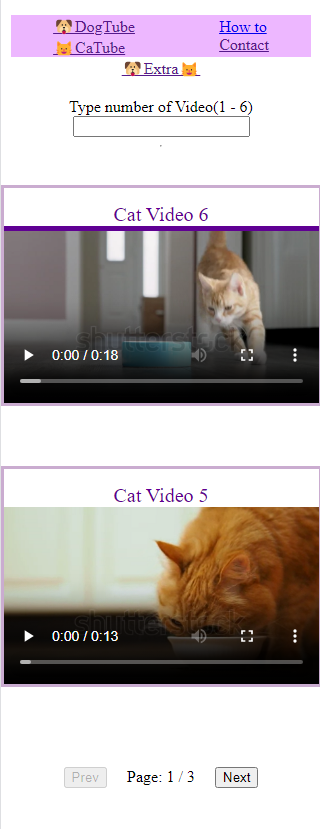 🐶 DogTube
How to
🐱 CaTube
Contact
🐶 Extra 🐱
Type number of Video(1 - 6)
.
Cat Video 6
shutterstock
0:00 / 0:18
Cat Video 5
shutterstock
0:00 / 0:13
Prev
Page: 1 / 3
Next